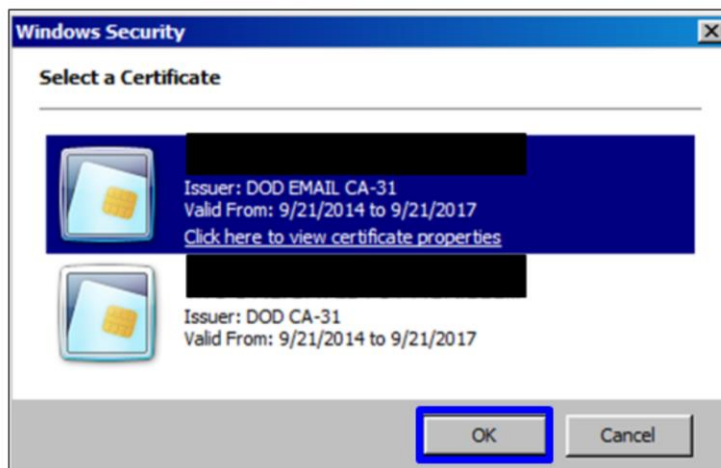 Windows Security
Select a Certificate
Issuer: DOD EMAIL CA-31
Valid From: 9/21/2014 to 9/21/2017
Click here to view certificate properties
Issuer: DOD CA-31
Valid From: 9/21/2014 to 9/21/2017
OK
Cancel